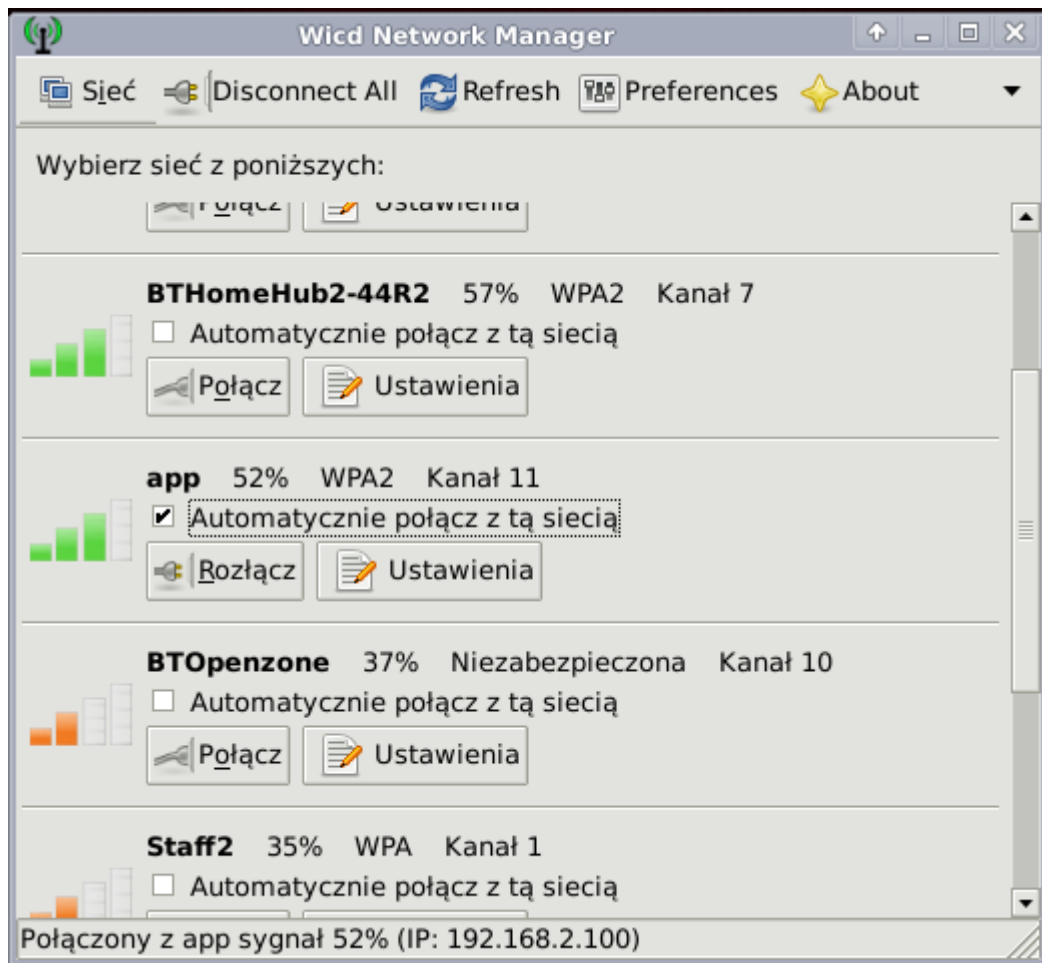 Wicd Network Manager
Sieć Disconnect All Refresh Preferences About
Wybierz sieć z poniższych:
Połącz Ustawienia
BTHomeHub2-44R2 57% WPA2 Kanał 7
Automatycznie połącz z tą siecią
Połącz Ustawienia
app 52% WPA2 Kanał 11
Automatycznie połącz z tą siecią
Rozłącz Ustawienia
BTOpenzone 37% Niezabezpieczona Kanał 10
Automatycznie połącz z tą siecią
Połącz Ustawienia
Staff2 35% WPA Kanał 1
Automatycznie połącz z tą siecią
Połączony z app sygnał 52% (IP: 192.168.2.100)